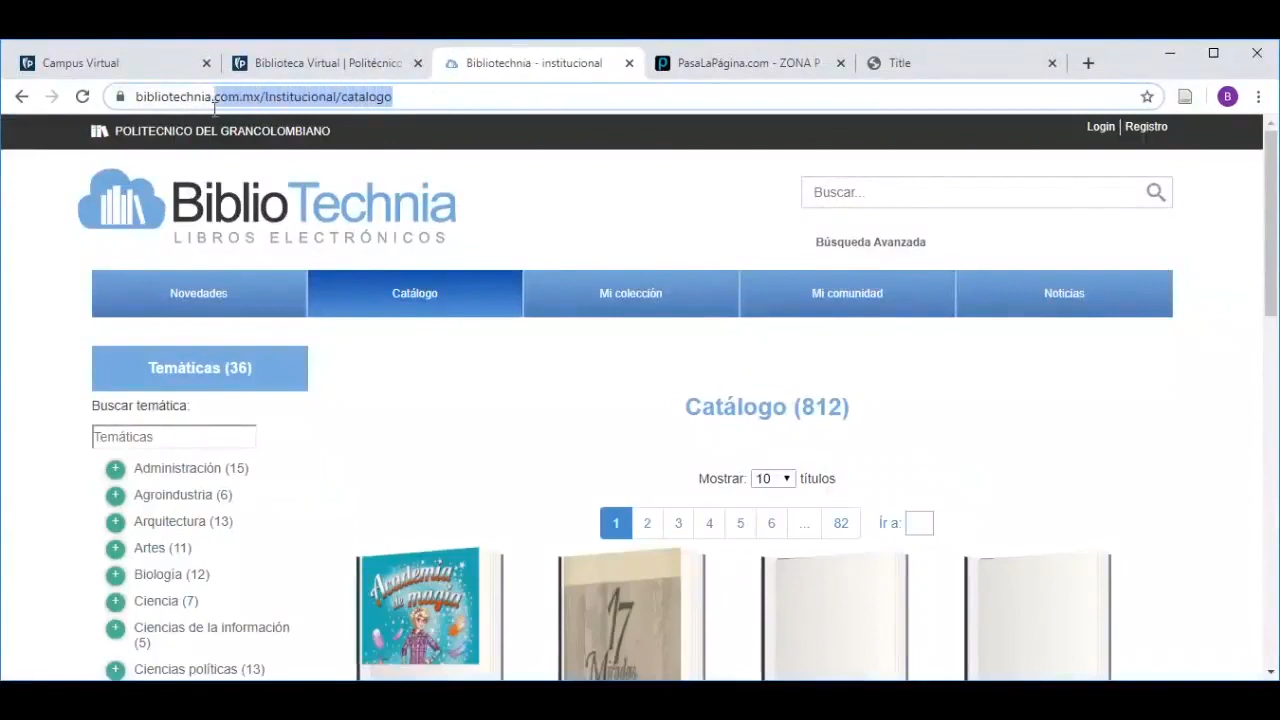 Campus Virtual
Biblioteca Virtual | Politécnico
Bibliotechnia - institucional
PasaLaPágina.com - ZONA P
Title
bibliotechnia.com.mx/Institucional/catalogo
B
POLITECNICO DEL GRANCOLOMBIANO
Login | Registro
BiblioTechnia
LIBROS ELECTRÓNICOS
Buscar...
Búsqueda Avanzada
Novedades
Catálogo
Mi colección
Mi comunidad
Noticias
Temáticas (36)
Buscar temática:
Temáticas
Administración (15)
Agroindustria (6)
Arquitectura (13)
Artes (11)
Biología (12)
Ciencia (7)
Ciencias de la información
(5)
Ciencias políticas (13)
Catálogo (812)
Mostrar: 10 títulos
1 2 3 4 5 6 ... 82 Ír a:
Academia
de magia
17
Miradas